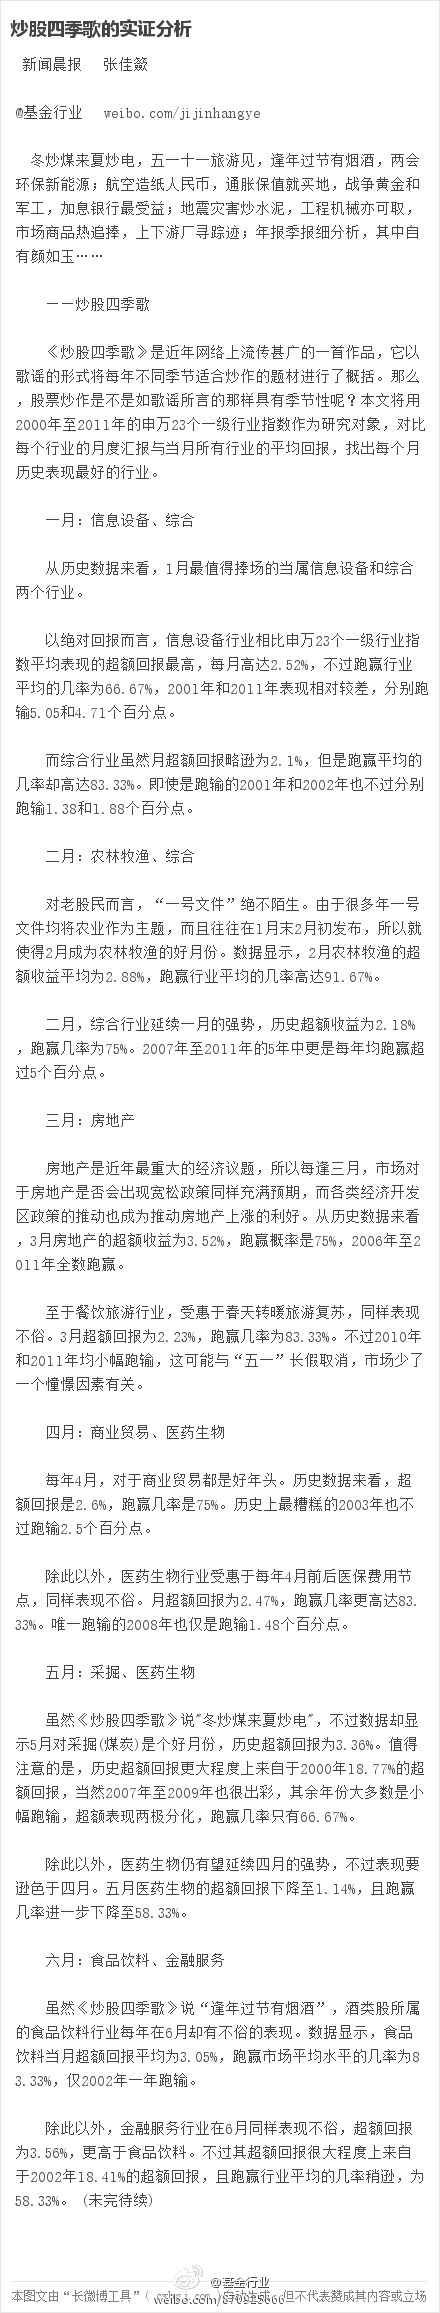 炒股四季歌的实证分析
新闻晨报 张佳簌
@基金行业 weibo.com/jijinhangye
冬炒煤来夏炒电，五一十一旅游见，逢年过节有烟酒，两会
环保新能源；航空造纸人民币，通胀保值就买地，战争黄金和
军工，加息银行最受益；地震灾害炒水泥，工程机械亦可取，
市场商品热追捧，上下游厂寻踪迹；年报季报细分析，其中自
有颜如玉……
——炒股四季歌
《炒股四季歌》是近年网络上流传甚广的一首作品，它以
歌谣的形式将每年不同季节适合炒作的题材进行了概括。那么
，股票炒作是不是如歌谣所言的那样具有季节性呢？本文将用
2000年至2011年的申万23个一级行业指数作为研究对象，对比
每个行业的月度汇报与当月所有行业的平均回报，找出每个月
历史表现最好的行业。
一月：信息设备、综合
从历史数据来看，1月最值得捧场的当属信息设备和综合
两个行业。
以绝对回报而言，信息设备行业相比申万23个一级行业指
数平均表现的超额回报最高，每月高达2.52%，不过跑赢行业
平均的几率为66.67%，2001年和2011年表现相对较差，分别跑
输5.05和4.71个百分点。
而综合行业虽然月超额回报略逊为2.1%，但是跑赢平均的
几率却高达83.33%。即使是跑输的2001年和2002年也不过分别
跑输1.38和1.88个百分点。
二月：农林牧渔、综合
对老股民而言，“一号文件”绝不陌生。由于很多年一号
文件均将农业作为主题，而且往往在1月末2月初发布，所以就
使得2月成为农林牧渔的好月份。数据显示，2月农林牧渔的超
额收益平均为2.88%，跑赢行业平均的几率高达91.67%。
二月，综合行业延续一月的强势，历史超额收益为2.18%
，跑赢几率为75%。2007年至2011年的5年中更是每年均跑赢超
过5个百分点。
三月：房地产
房地产是近年最重大的经济议题，所以每逢三月，市场对
于房地产是否会出现宽松政策同样充满预期，而各类经济开发
区政策的推动也成为推动房地产上涨的利好。从历史数据来看
，3月房地产的超额收益为3.52%，跑赢概率是75%，2006年至2
011年全数跑赢。
至于餐饮旅游行业，受惠于春天转暖旅游复苏，同样表现
不俗。3月超额回报为2.23%，跑赢几率为83.33%。不过2010年
和2011年均小幅跑输，这可能与“五一”长假取消，市场少了
一个憧憬因素有关。
四月：商业贸易、医药生物
每年4月，对于商业贸易都是好年头。历史数据来看，超
额回报是2.6%，跑赢几率是75%。历史上最糟糕的2003年也不
过跑输2.5个百分点。
除此以外，医药生物行业受惠于每年4月前后医保费用节
点，同样表现不俗。月超额回报为2.47%，跑赢几率更高达83.
33%。唯一跑输的2008年也仅是跑输1.48个百分点。
五月：采掘、医药生物
虽然《炒股四季歌》说"冬炒煤来夏炒电"，不过数据却显
示5月对采掘(煤炭)是个好月份，历史超额回报为3.36%。值得
注意的是，历史超额回报更大程度上来自于2000年18.77%的超
额回报，当然2007年至2009年也很出彩，其余年份大多数是小
幅跑输，超额表现两极分化，跑赢几率只有66.67%。
除此以外，医药生物仍有望延续四月的强势，不过表现要
逊色于四月。五月医药生物的超额回报下降至1.14%，且跑赢
几率进一步下降至58.33%。
六月：食品饮料、金融服务
虽然《炒股四季歌》说“逢年过节有烟酒”，酒类股所属
的食品饮料行业每年在6月却有不俗的表现。数据显示，食品
饮料当月超额回报平均为3.05%，跑赢市场平均水平的几率为8
3.33%，仅2002年一年跑输。
除此以外，金融服务行业在6月同样表现不俗，超额回报
为3.56%，更高于食品饮料。不过其超额回报很大程度上来自
于2002年18.41%的超额回报，且跑赢行业平均的几率稍逊，为
58.33%。（未完待续）
@基金行业
本图文由“长微博工具”( 自动生成，但不代表赞成其内容或立场